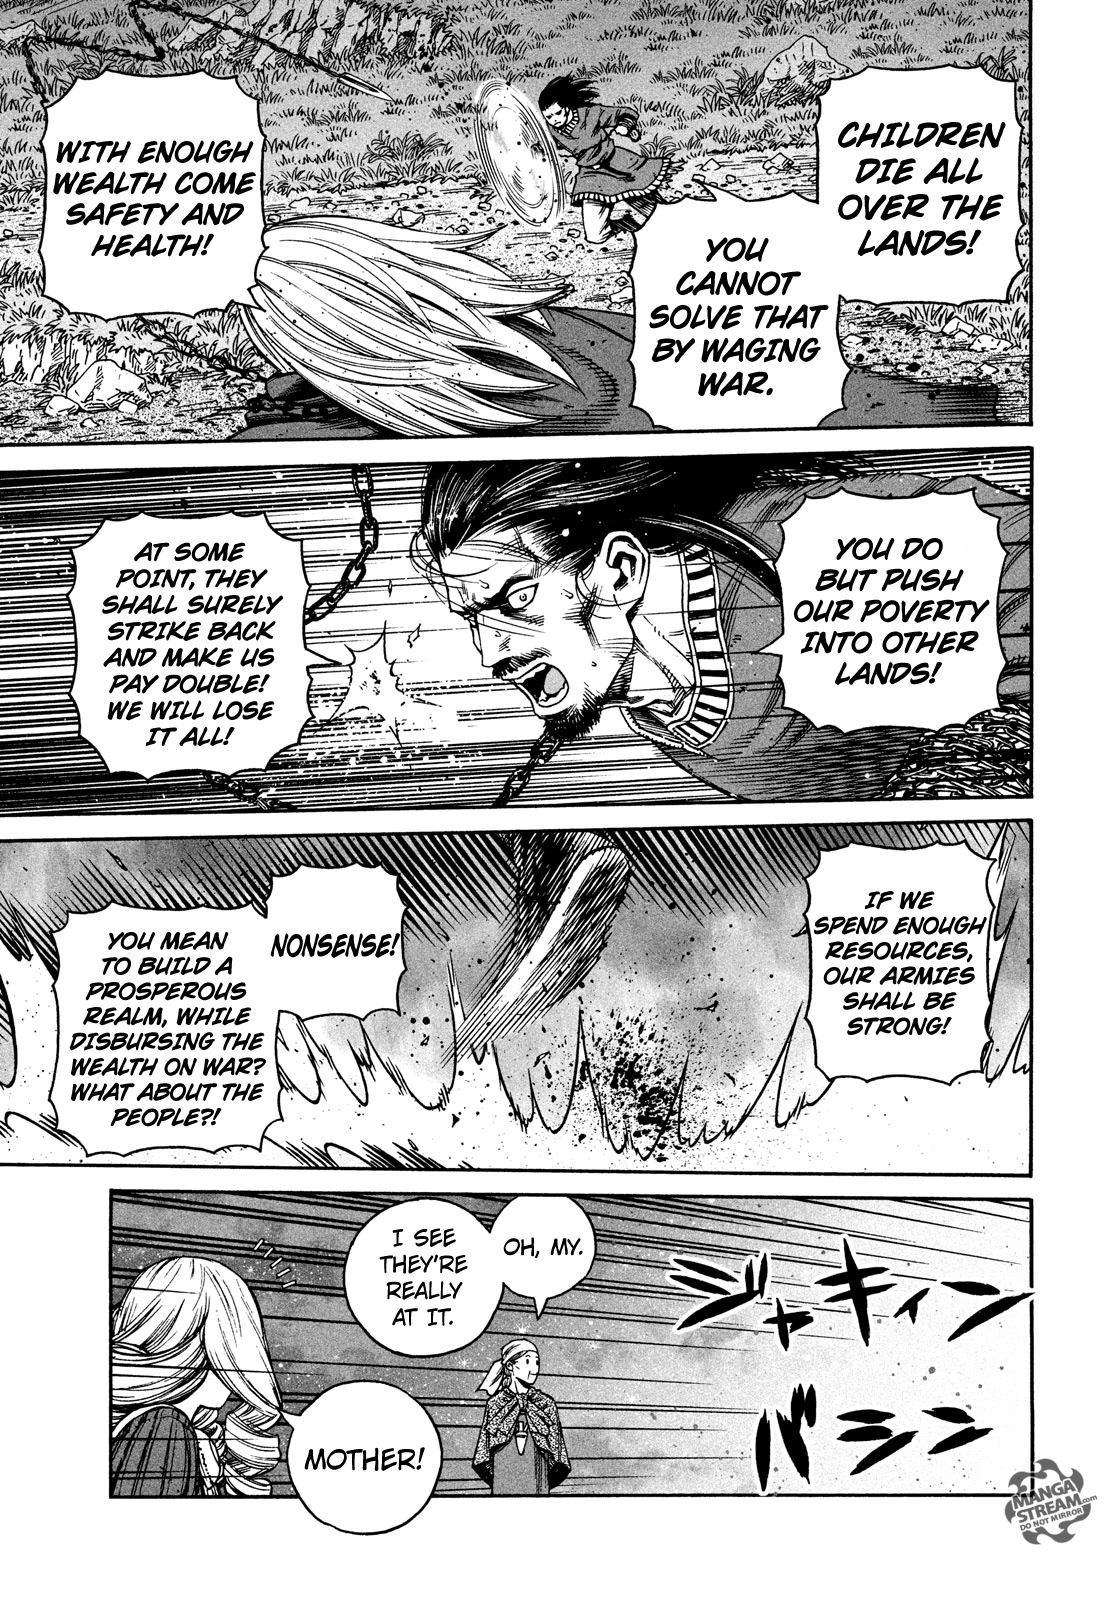 CHILDREN
DIE ALL
OVER THE
LANDS!
YOU
CANNOT
SOLVE THAT
BY WAGING
WAR.
WITH ENOUGH
WEALTH COME
SAFETY AND
HEALTH!
YOU DO
BUT PUSH
OUR POVERTY
INTO OTHER
LANDS!
AT SOME
POINT, THEY
SHALL SURELY
STRIKE BACK
AND MAKE US
PAY DOUBLE!
WE WILL LOSE
IT ALL!
IF WE
SPEND ENOUGH
RESOURCES,
OUR ARMIES
SHALL BE
STRONG!
NONSENSE!
YOU MEAN
TO BUILD A
PROSPEROUS
REALM, WHILE
DISBURSING THE
WEALTH ON WAR?
WHAT ABOUT THE
PEOPLE?!
ジャキィン
バシン
OH, MY.
I SEE
THEY'RE
REALLY
AT IT.
MOTHER!
MANGA
STREAM.com
DO NOT MIRROR